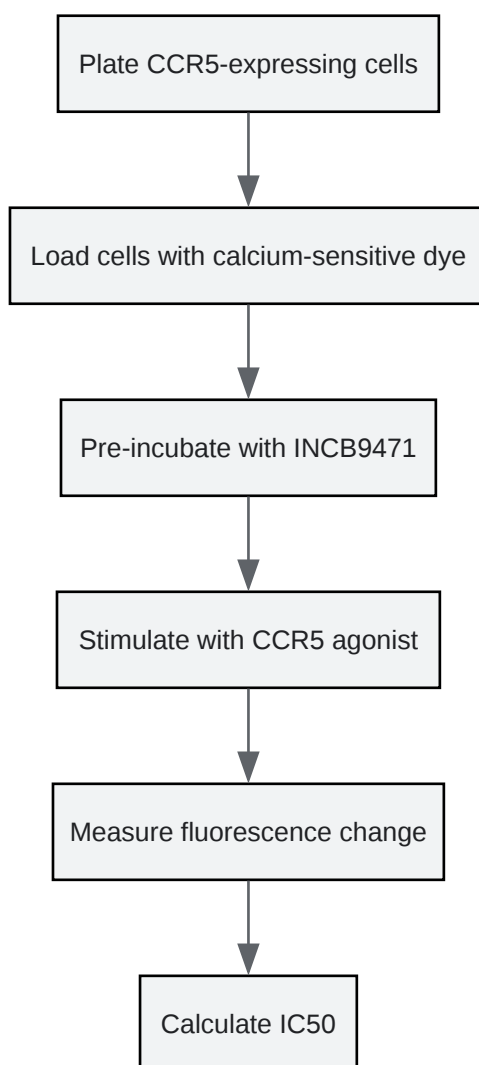 Plate CCR5-expressing cells
Load cells with calcium-sensitive dye
Pre-incubate with INCB9471
Stimulate with CCR5 agonist
Measure fluorescence change
Calculate IC50